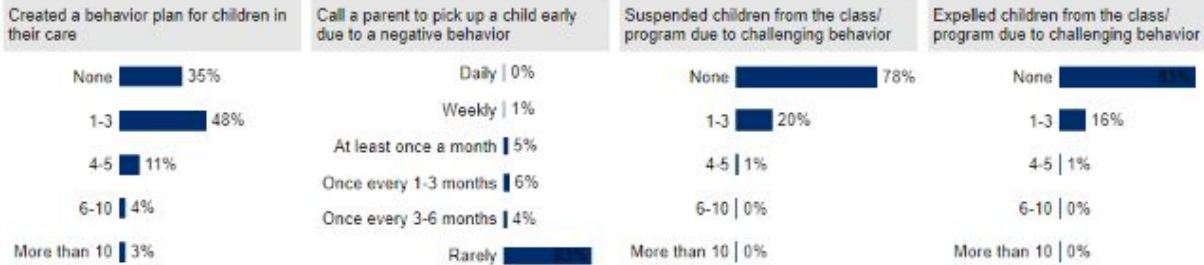 Created a behavior plan for children in
their care
None 35%
1-3 48%
4-5 11%
6-10 4%
More than 10 3%
Call a parent to pick up a child early
due to a negative behavior
Daily 0%
Weekly 1%
At least once a month 5%
Once every 1-3 months 6%
Once every 3-6 months 4%
Rarely 83%
Suspended children from the class/
program due to challenging behavior
None 78%
1-3 20%
4-5 1%
6-10 0%
More than 10 0%
Expelled children from the class/
program due to challenging behavior
None 83%
1-3 16%
4-5 1%
6-10 0%
More than 10 0%